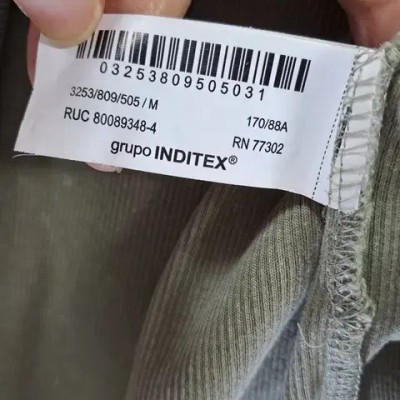 03253809505031
3253/809/505 / M
170/88A
RUC 80089348-4
RN 77302
grupo INDITEX®